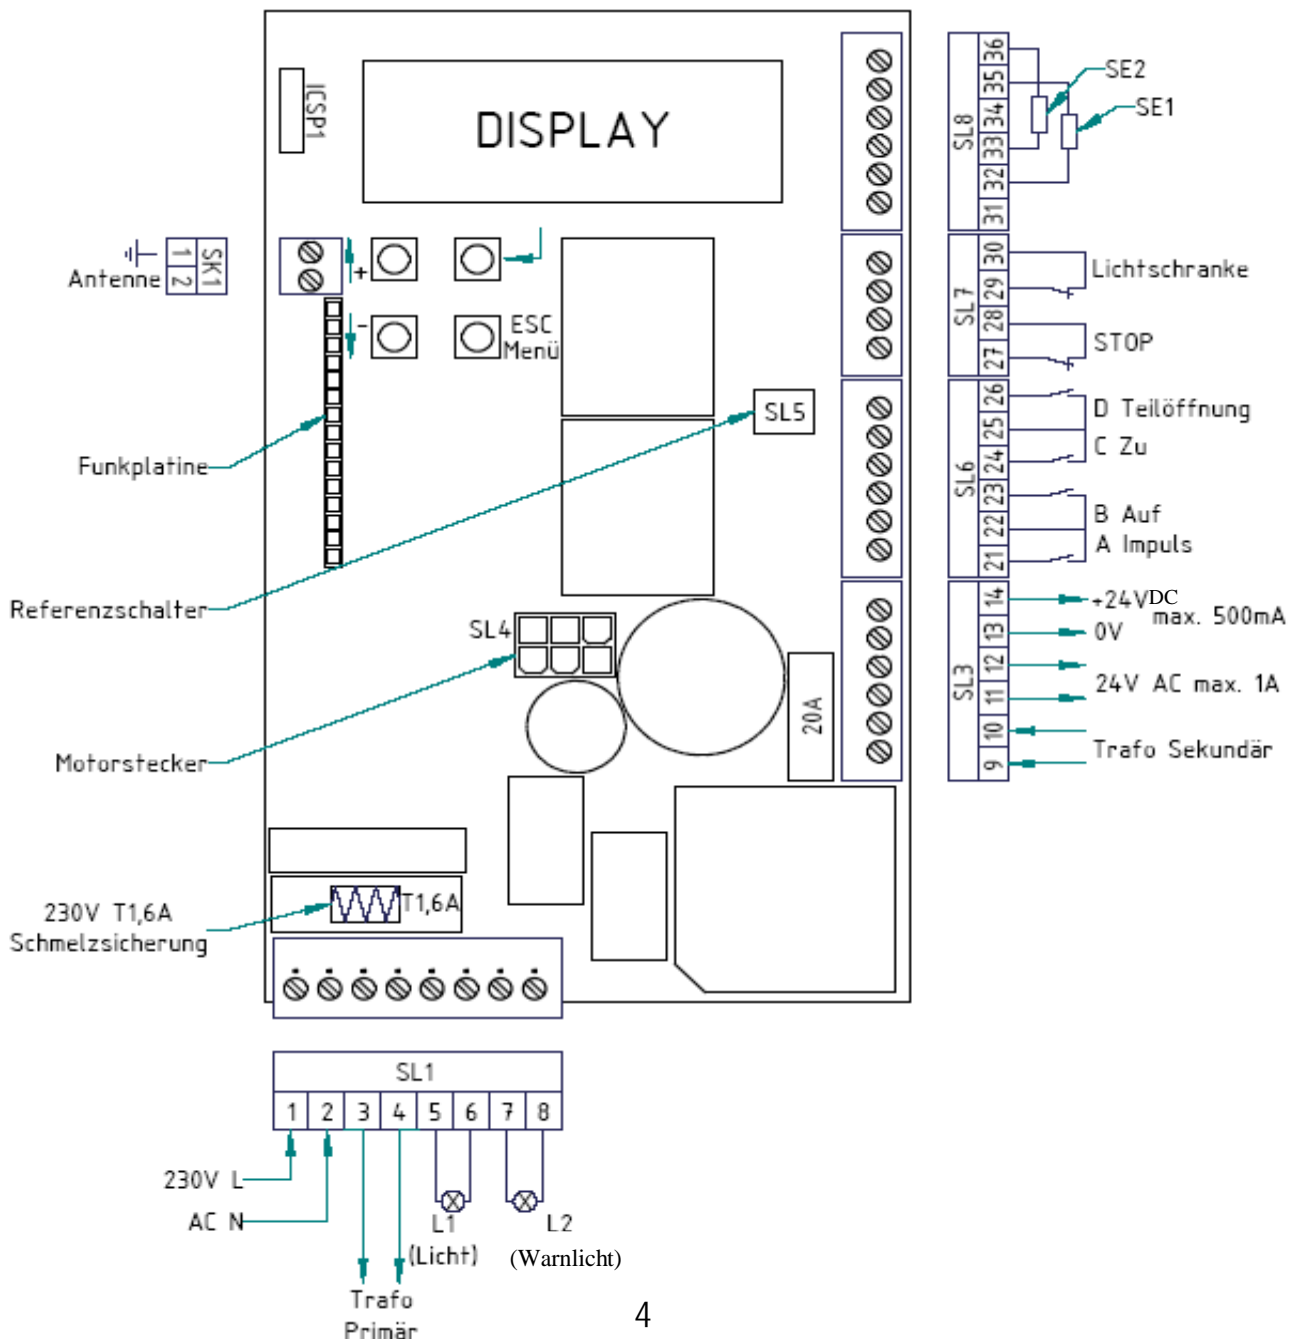 ICSP1
DISPLAY
SL8
36
35
34
33
32
31
SE2
SE1
Antenne
1
2
SK1
+
-
ESC
Menü
SL7
30
29
28
27
Lichtschranke
STOP
SL5
SL6
26
25
24
23
22
21
D Teilöffnung
C Zu
B Auf
A Impuls
Funkplatine
Referenzschalter
SL4
Motorstecker
20A
SL3
14
13
12
11
10
9
+24VDC
max. 500mA
0V
24V AC max. 1A
Trafo Sekundär
230V T1,6A
Schmelzsicherung
T1,6A
SL1
1 2 3 4 5 6 7 8
230V L
AC N
L1
(Licht)
L2
(Warnlicht)
Trafo
Primär
4